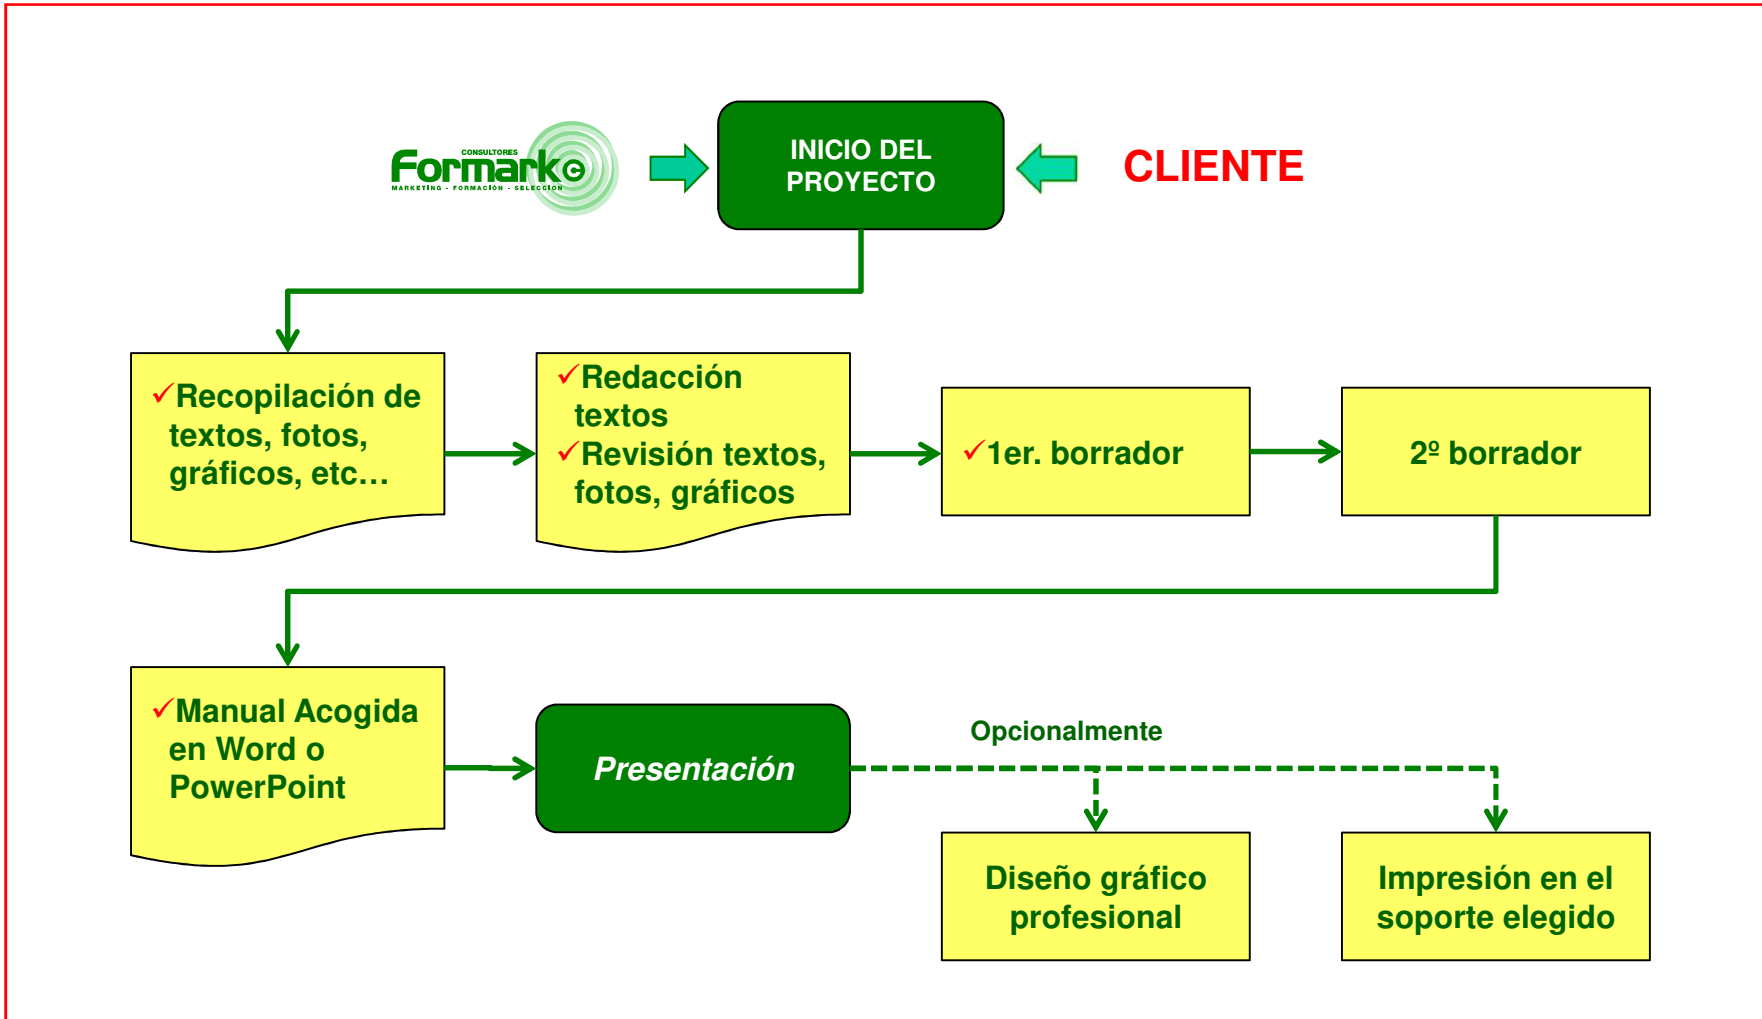 CONSULTORES
Formark
MARKETING - FORMACIÓN - SELECCIÓN
C
INICIO DEL
PROYECTO
CLIENTE
✓Recopilación de
textos, fotos,
gráficos, etc…
✓Redacción
textos
✓Revisión textos,
fotos, gráficos
✓1er. borrador
2º borrador
✓Manual Acogida
en Word o
PowerPoint
Presentación
Opcionalmente
Diseño gráfico
profesional
Impresión en el
soporte elegido